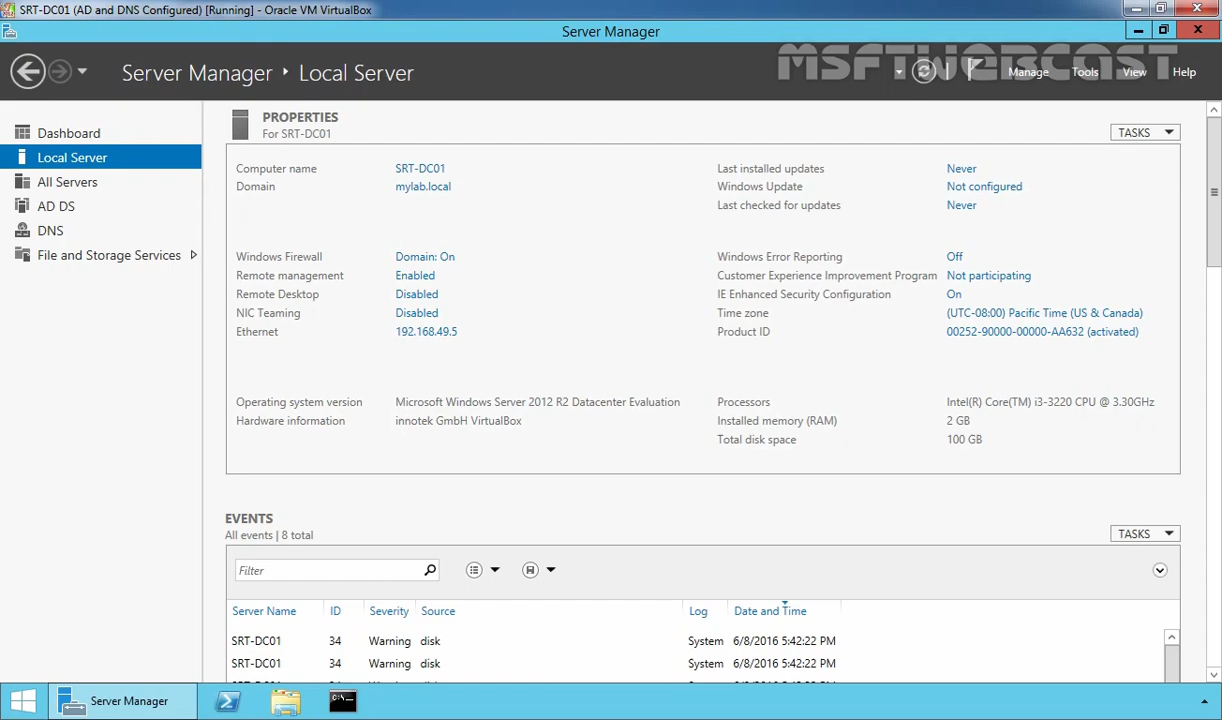 SRT-DC01 (AD and DNS Configured) [Running] - Oracle VM VirtualBox
Server Manager
Server Manager Local Server
MSFTWEBCAST
Manage Tools View Help
Dashboard
Local Server
All Servers
AD DS
DNS
File and Storage Services
PROPERTIES
For SRT-DC01
TASKS
Computer name SRT-DC01 Last installed updates Never
Domain mylab.local Windows Update Not configured
Last checked for updates Never
Windows Firewall Domain: On Windows Error Reporting Off
Remote management Enabled Customer Experience Improvement Program Not participating
Remote Desktop Disabled IE Enhanced Security Configuration On
NIC Teaming Disabled Time zone (UTC-08:00) Pacific Time (US & Canada)
Ethernet 192.168.49.5 Product ID 00252-90000-00000-AA632 (activated)
Operating system version Microsoft Windows Server 2012 R2 Datacenter Evaluation Processors Intel(R) Core(TM) i3-3220 CPU @ 3.30GHz
Hardware information innotek GmbH VirtualBox Installed memory (RAM) 2 GB
Total disk space 100 GB
EVENTS
All events | 8 total
TASKS
Filter
Server Name ID Severity Source Log Date and Time
SRT-DC01 34 Warning disk System 6/8/2016 5:42:22 PM
SRT-DC01 34 Warning disk System 6/8/2016 5:42:22 PM
Server Manager